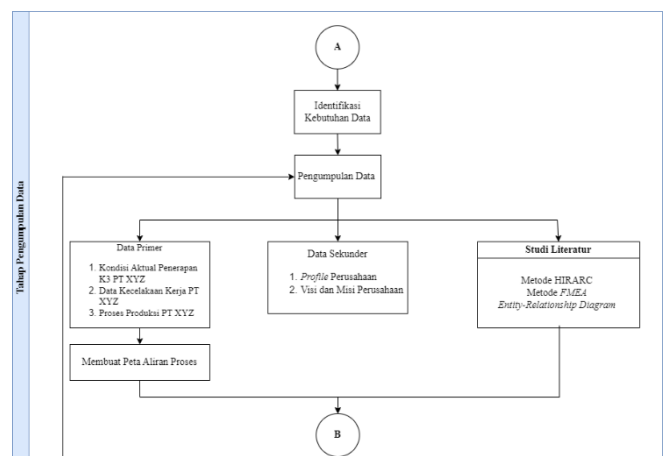 Tahap Pengumpulan Data
A
Identifikasi
Kebutuhan Data
Pengumpulan Data
Data Primer
1. Kondisi Aktual Penerapan
K3 PT XYZ
2. Data Kecelakaan Kerja PT
XYZ
3. Proses Produksi PT XYZ
Data Sekunder
1. Profile Perusahaan
2. Visi dan Misi Perusahaan
Studi Literatur
Metode HIRARC
Metode FMEA
Entity-Relationship Diagram
Membuat Peta Aliran Proses
B